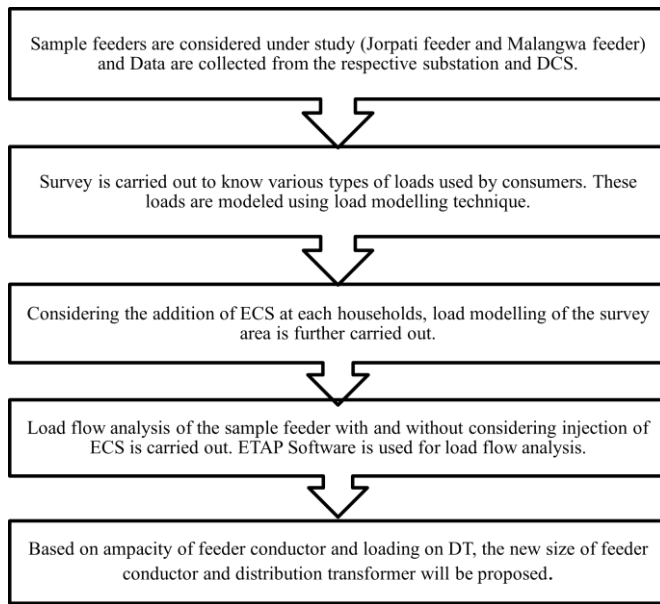 Sample feeders are considered under study (Jorpati feeder and Malangwa feeder)
and Data are collected from the respective substation and DCS.
Survey is carried out to know various types of loads used by consumers. These
loads are modeled using load modelling technique.
Considering the addition of ECS at each households, load modelling of the survey
area is further carried out.
Load flow analysis of the sample feeder with and without considering injection of
ECS is carried out. ETAP Software is used for load flow analysis.
Based on ampacity of feeder conductor and loading on DT, the new size of feeder
conductor and distribution transformer will be proposed.